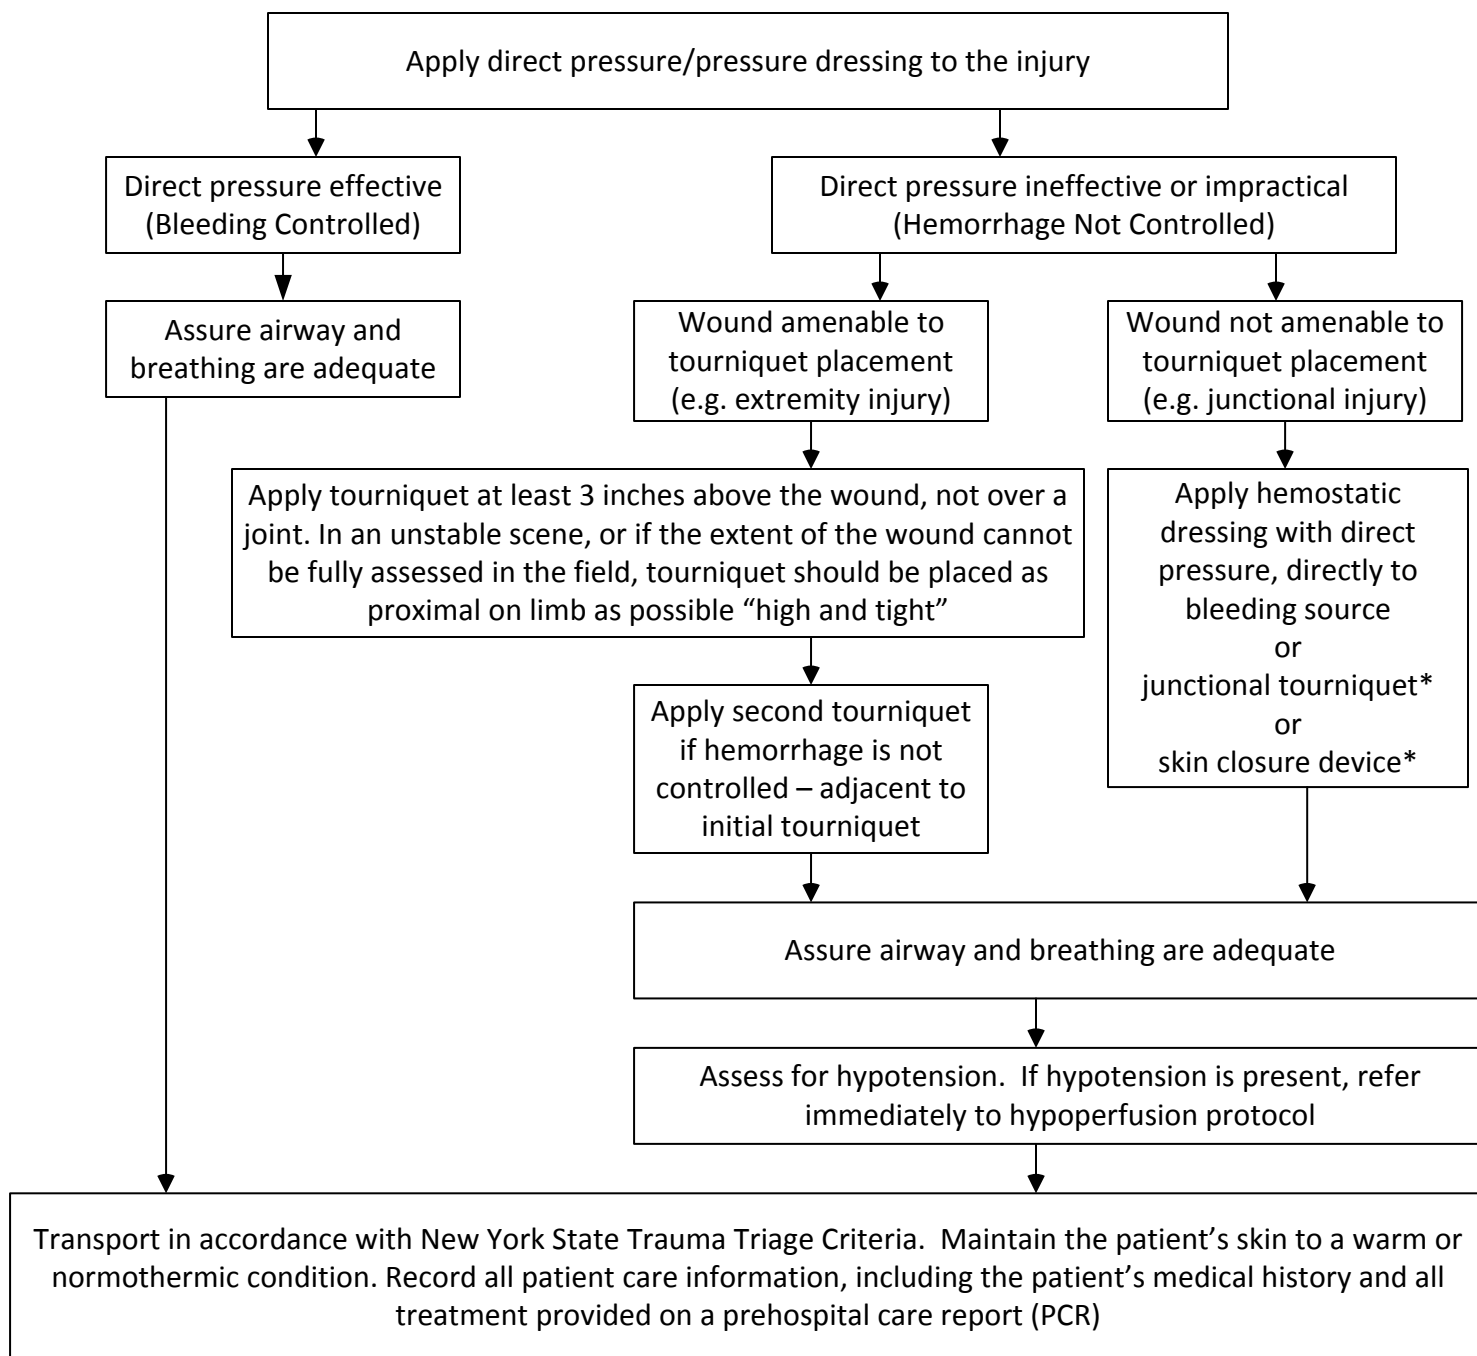 Apply direct pressure/pressure dressing to the injury
Direct pressure effective
(Bleeding Controlled)
Direct pressure ineffective or impractical
(Hemorrhage Not Controlled)
Assure airway and
breathing are adequate
Wound amenable to
tourniquet placement
(e.g. extremity injury)
Wound not amenable to
tourniquet placement
(e.g. junctional injury)
Apply tourniquet at least 3 inches above the wound, not over a
joint. In an unstable scene, or if the extent of the wound cannot
be fully assessed in the field, tourniquet should be placed as
proximal on limb as possible “high and tight”
Apply hemostatic
dressing with direct
pressure, directly to
bleeding source
or
junctional tourniquet*
or
skin closure device*
Apply second tourniquet
if hemorrhage is not
controlled – adjacent to
initial tourniquet
Assure airway and breathing are adequate
Assess for hypotension.  If hypotension is present, refer
immediately to hypoperfusion protocol
Transport in accordance with New York State Trauma Triage Criteria.  Maintain the patient’s skin to a warm or
normothermic condition. Record all patient care information, including the patient’s medical history and all
treatment provided on a prehospital care report (PCR)